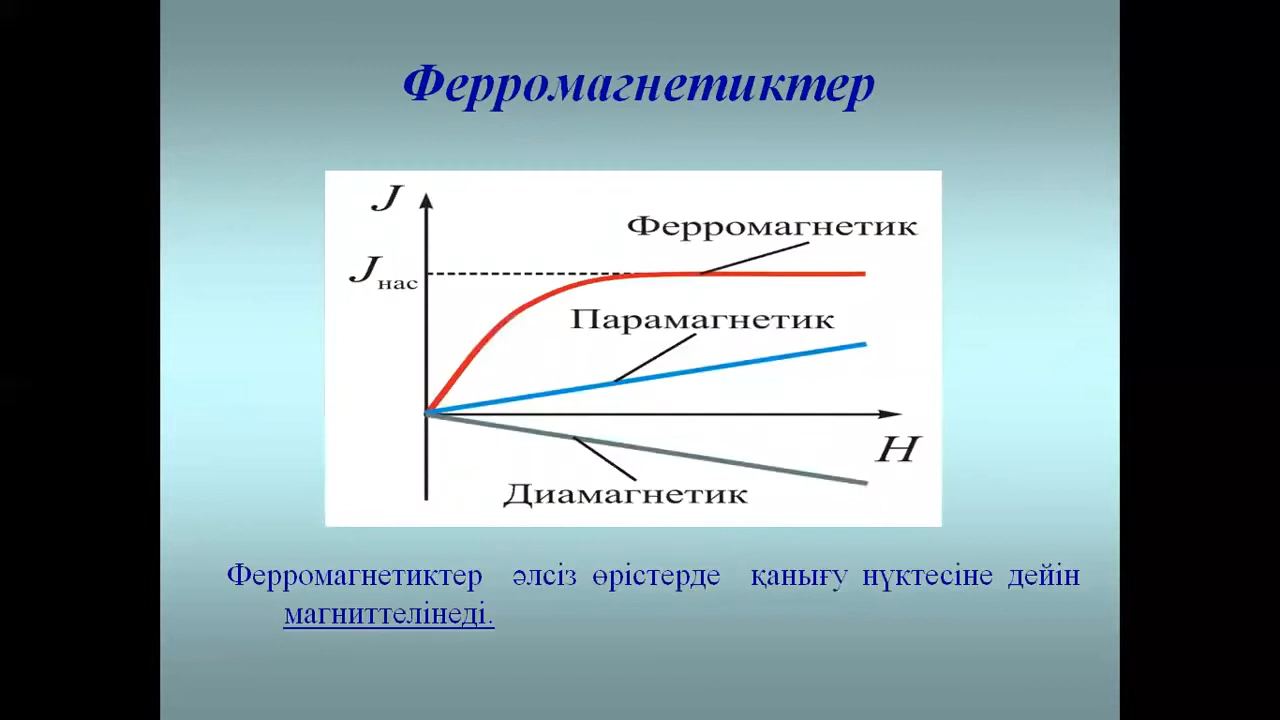 Ферромагнетиктер
J
Ферромагнетик
Jнас
Парамагнетик
H
Диамагнетик
Ферромагнетиктер әлсіз өрістерде қанығу нүктесіне дейін
магниттелінеді.